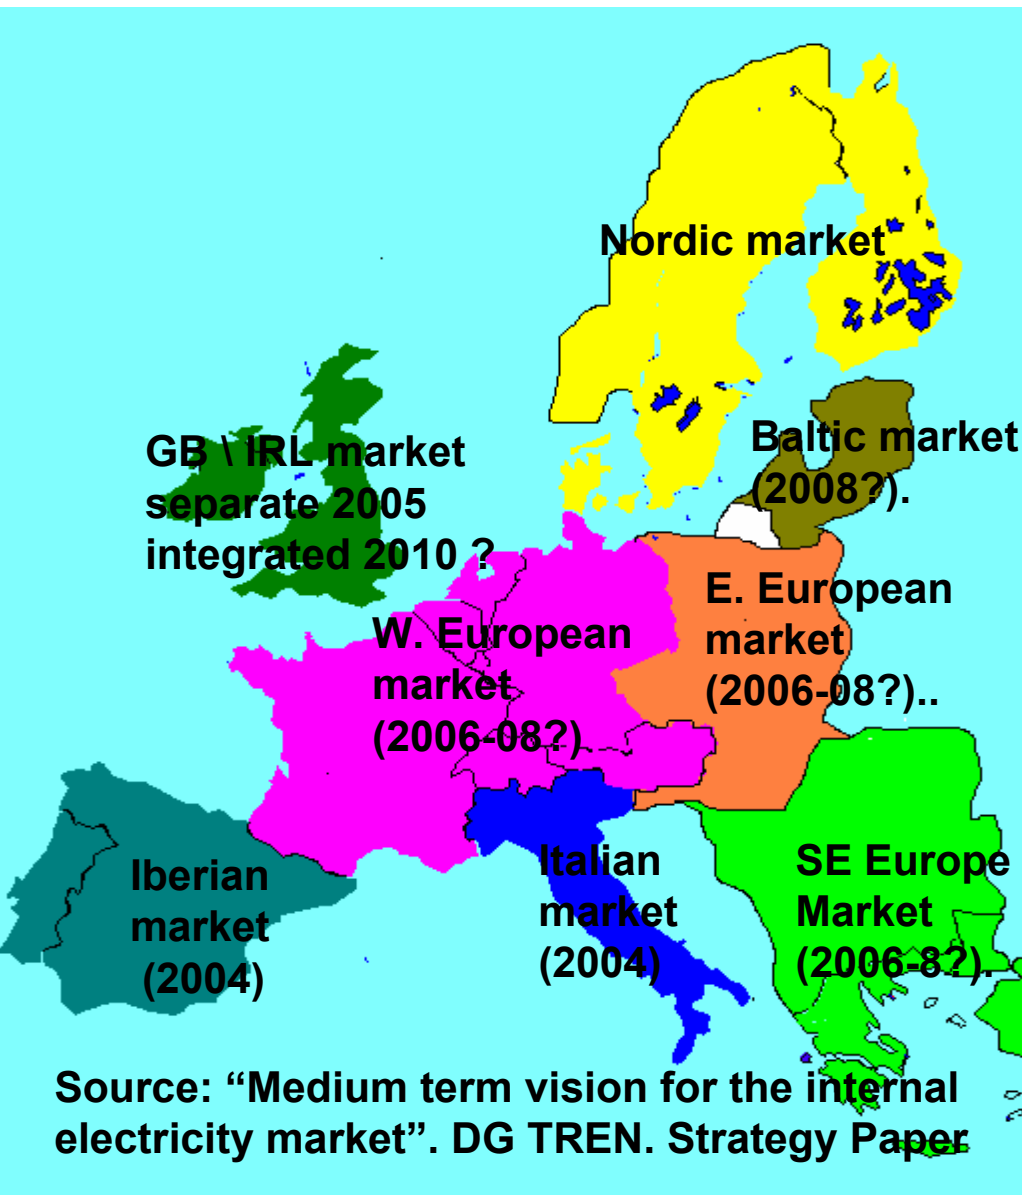 Nordic market
GB \ IRL market
separate 2005
integrated 2010 ?
Baltic market
(2008?).
E. European
market
(2006-08?)..
W. European
market
(2006-08?)
Iberian
market
(2004)
Italian
market
(2004)
SE Europe
Market
(2006-8?).
Source: “Medium term vision for the internal
electricity market”. DG TREN. Strategy Paper